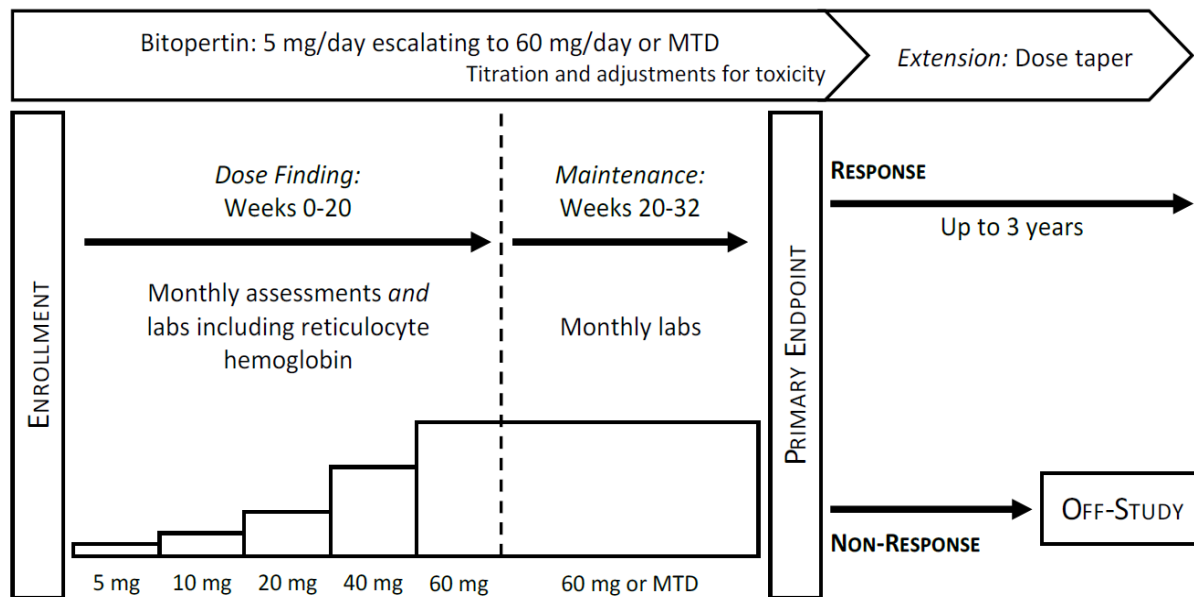 Bitopertin: 5 mg/day escalating to 60 mg/day or MTD
Titration and adjustments for toxicity
Extension: Dose taper
ENROLLMENT
Dose Finding:
Weeks 0-20
Monthly assessments and
labs including reticulocyte
hemoglobin
Maintenance:
Weeks 20-32
Monthly labs
5 mg
10 mg
20 mg
40 mg
60 mg
60 mg or MTD
PRIMARY ENDPOINT
RESPONSE
Up to 3 years
NON-RESPONSE
OFF-STUDY